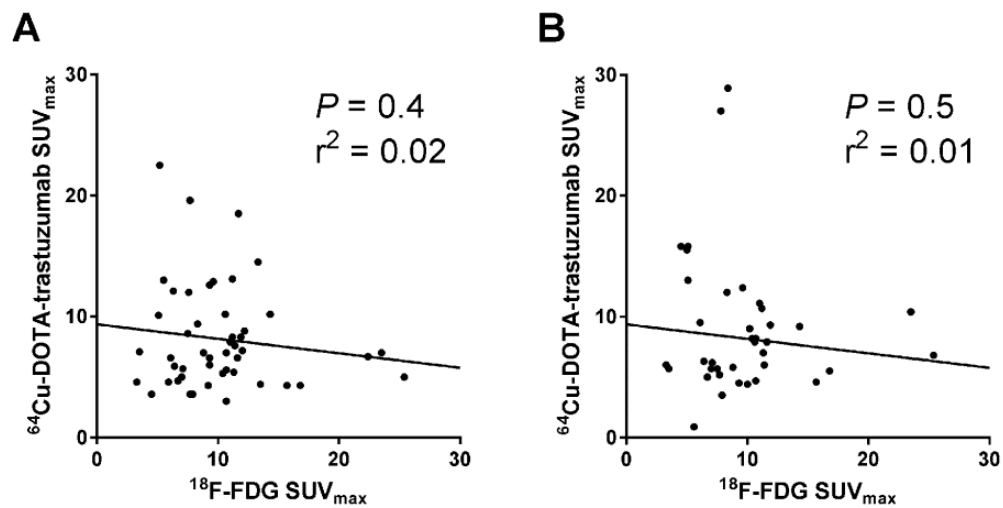 A
30
20
10
0
⁶⁴Cu-DOTA-trastuzumab SUVmax
P = 0.4
r² = 0.02
0 10 20 30
¹⁸F-FDG SUVmax
B
30
20
10
0
⁶⁴Cu-DOTA-trastuzumab SUVmax
P = 0.5
r² = 0.01
0 10 20 30
¹⁸F-FDG SUVmax